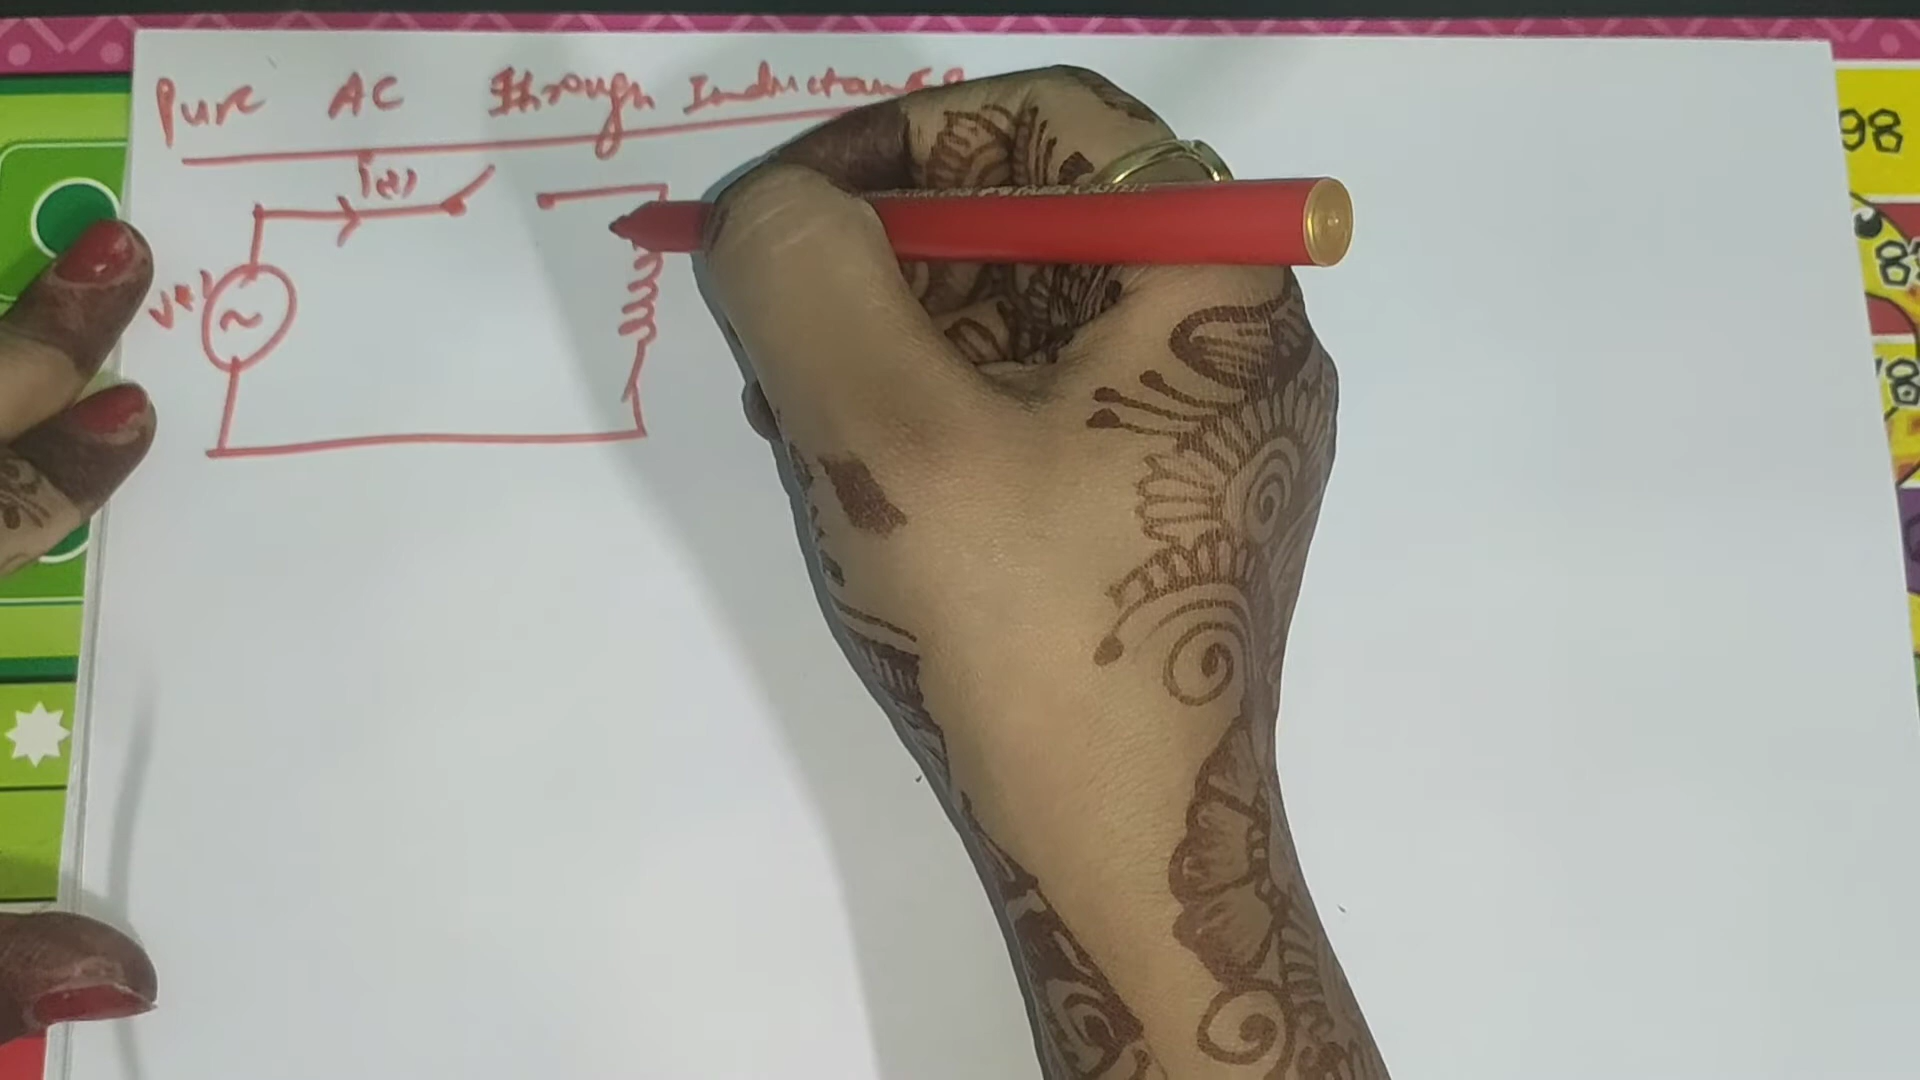 Pure AC through Inductance
i(t)
v(t)
~
98